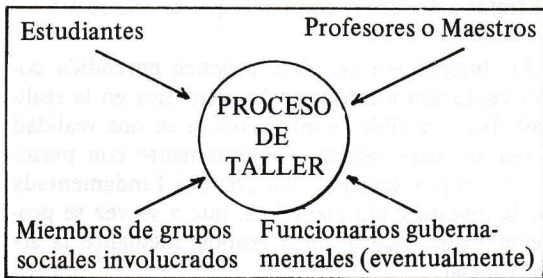 Estudiantes
Profesores o Maestros
PROCESO
DE
TALLER
Miembros de grupos
sociales involucrados
Funcionarios guberna-
mentales (eventualmente)